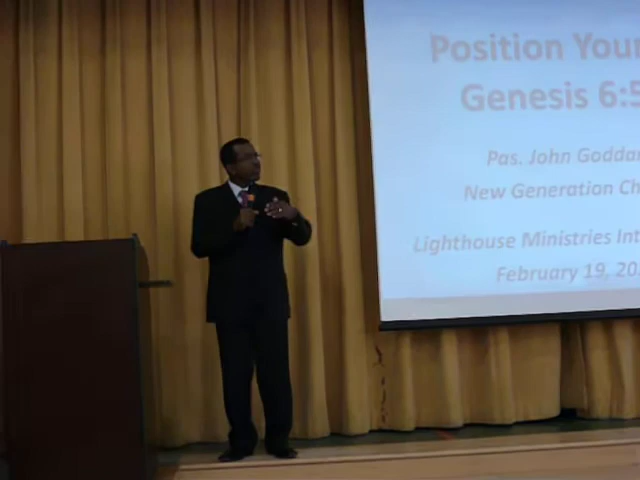 Position Your
Genesis 6:5
Pas. John Goddar
New Generation Ch
Lighthouse Ministries Int
February 19, 20